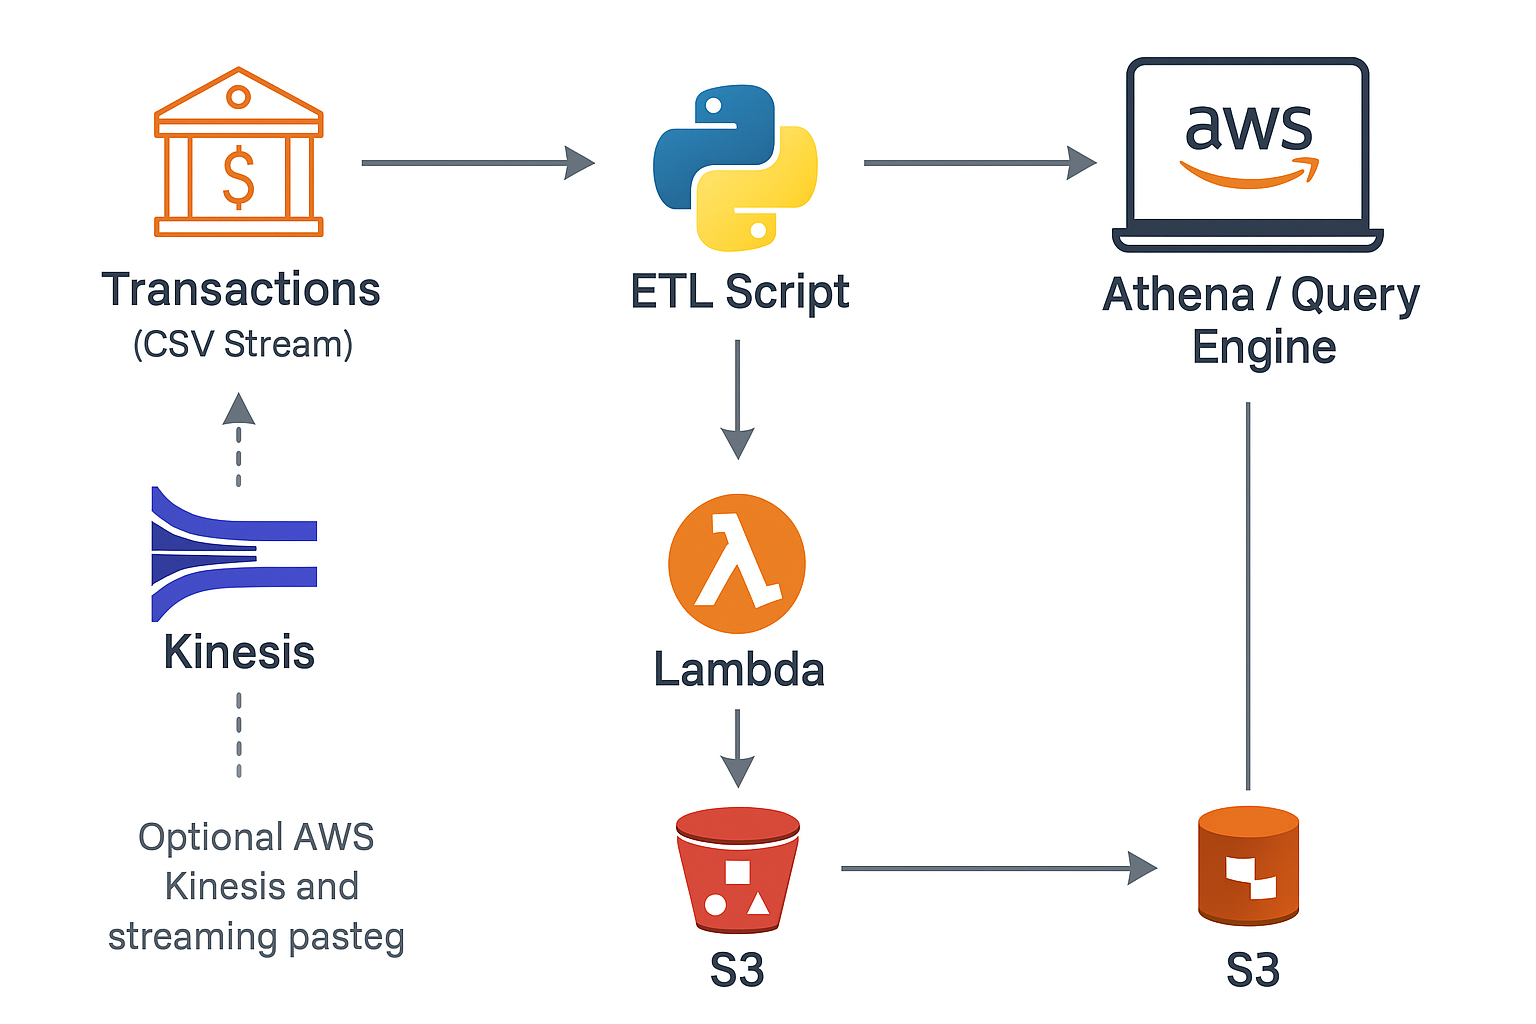 aws
$
Transactions
(CSV Stream)
ETL Script
Athena / Query
Engine
Kinesis
λ
Lambda
Optional AWS
Kinesis and
streaming pasteg
S3
S3